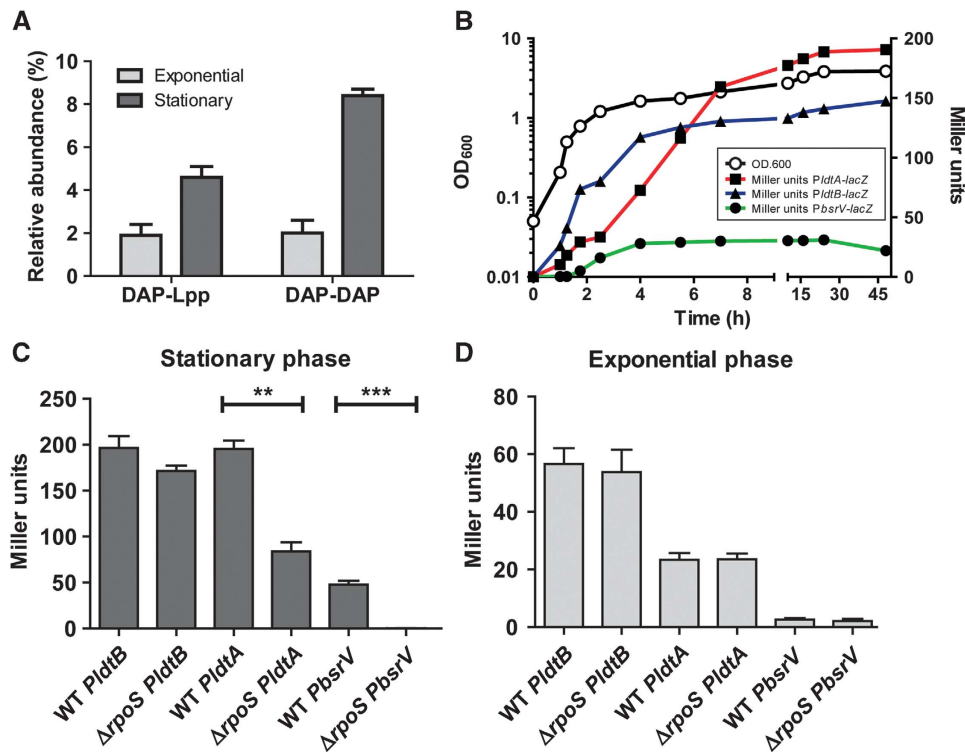 A
Relative abundance (%)
10
8
6
4
2
0
Exponential
Stationary
DAP-Lpp
DAP-DAP
B
OD600
10
1
0.1
0.01
200
150
100
50
0
Miller units
OD.600
Miller units PldtA-lacZ
Miller units PldtB-lacZ
Miller units PbsrV-lacZ
0 2 4 6 8 15 30 45
Time (h)
C
Stationary phase
Miller units
250
200
150
100
50
0
** ***
WT PldtB
ΔrpoS PldtB
WT PldtA
ΔrpoS PldtA
WT PbsrV
ΔrpoS PbsrV
D
Exponential phase
Miller units
80
60
40
20
0
WT PldtB
ΔrpoS PldtB
WT PldtA
ΔrpoS PldtA
WT PbsrV
ΔrpoS PbsrV